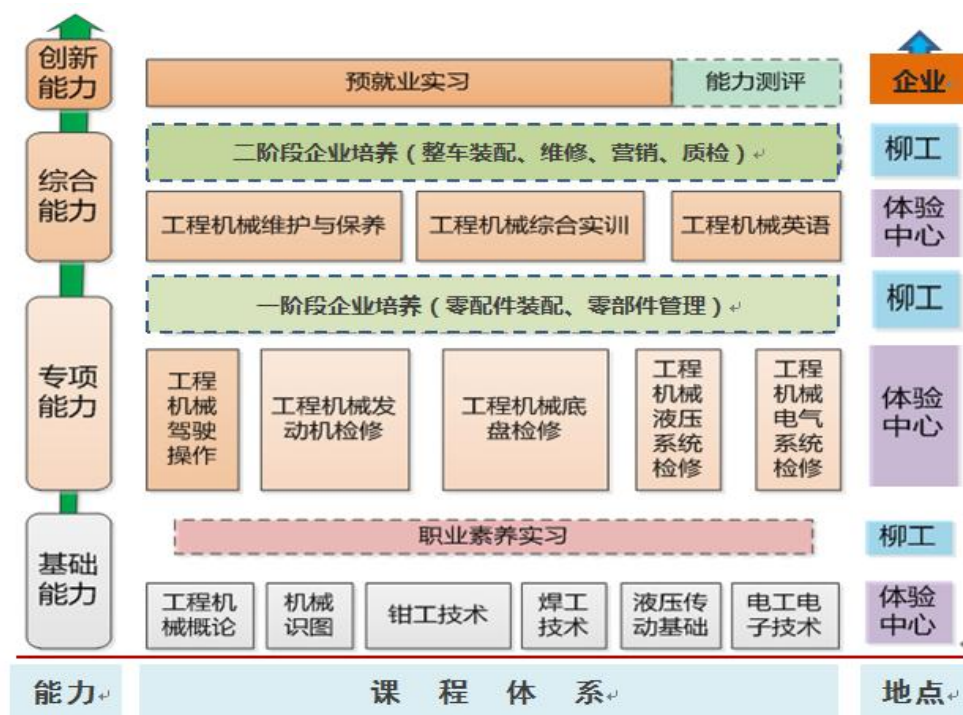 创新
能力
预就业实习
能力测评
企业
二阶段企业培养（整车装配、维修、营销、质检）
柳工
综合
能力
工程机械维护与保养
工程机械综合实训
工程机械英语
体验
中心
一阶段企业培养（零配件装配、零部件管理）
柳工
专项
能力
工程
机械
驾驶
操作
工程机械发
动机检修
工程机械底
盘检修
工程
机械
液压
系统
检修
工程
机械
电气
系统
检修
体验
中心
职业素养实习
柳工
基础
能力
工程机
械概论
机械
识图
钳工技术
焊工
技术
液压传
动基础
电工电
子技术
体验
中心
能力
课 程 体 系
地点